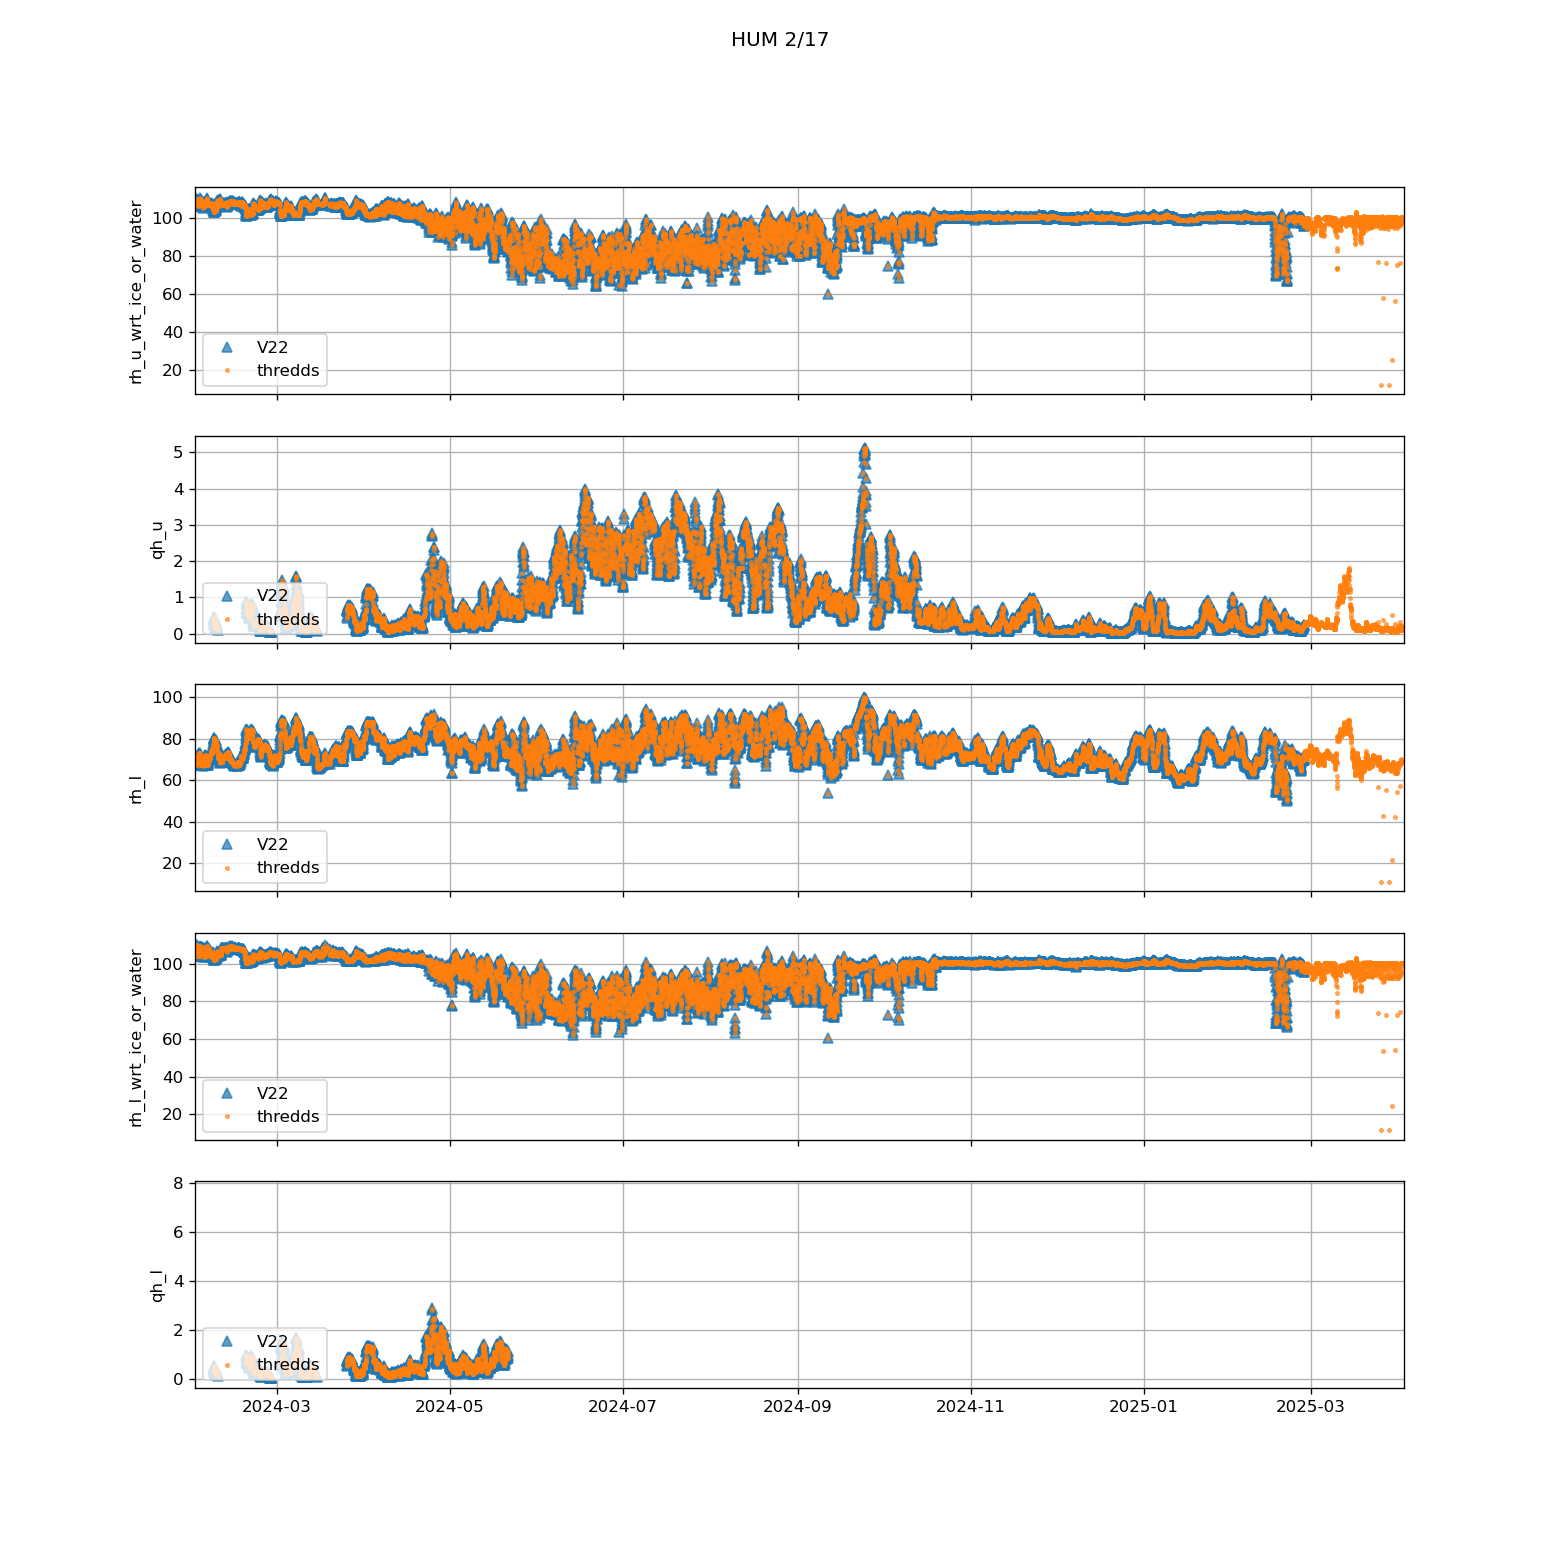 HUM 2/17
rh_u_wrt_ice_or_water
100
80
60
40
20
V22
thredds
qh_u
5
4
3
2
1
0
V22
thredds
rh_l
100
80
60
40
20
V22
thredds
rh_l_wrt_ice_or_water
100
80
60
40
20
V22
thredds
qh_l
8
6
4
2
0
V22
thredds
2024-03
2024-05
2024-07
2024-09
2024-11
2025-01
2025-03